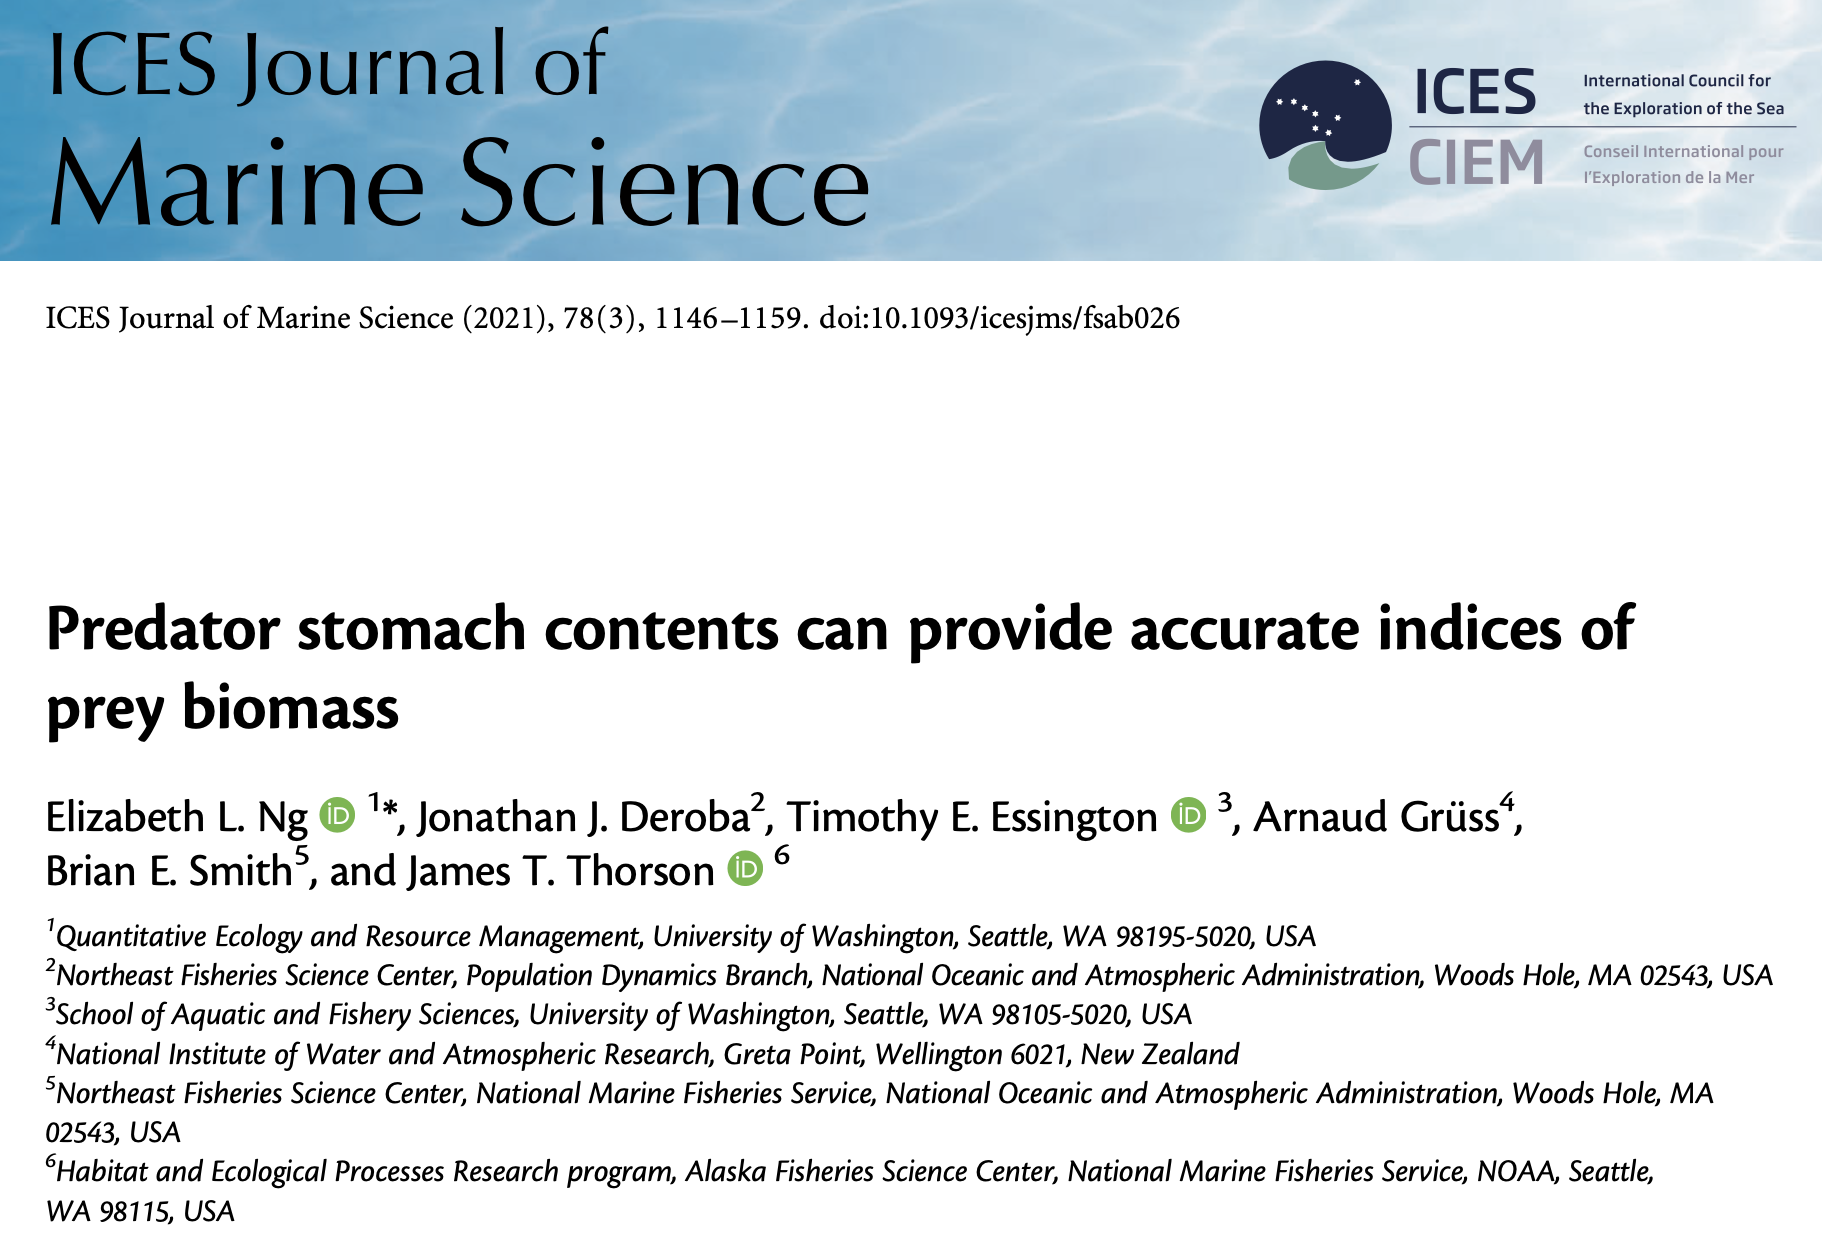 ICES Journal of
Marine Science
ICES
CIEM
International Council for
the Exploration of the Sea
Conseil International pour
l'Exploration de la Mer
ICES Journal of Marine Science (2021), 78(3), 1146–1159. doi:10.1093/icesjms/fsab026
Predator stomach contents can provide accurate indices of
prey biomass
Elizabeth L. Ng iD 1*, Jonathan J. Deroba2, Timothy E. Essington iD 3, Arnaud Grüss4,
Brian E. Smith5, and James T. Thorson iD 6
1Quantitative Ecology and Resource Management, University of Washington, Seattle, WA 98195-5020, USA
2Northeast Fisheries Science Center, Population Dynamics Branch, National Oceanic and Atmospheric Administration, Woods Hole, MA 02543, USA
3School of Aquatic and Fishery Sciences, University of Washington, Seattle, WA 98105-5020, USA
4National Institute of Water and Atmospheric Research, Greta Point, Wellington 6021, New Zealand
5Northeast Fisheries Science Center, National Marine Fisheries Service, National Oceanic and Atmospheric Administration, Woods Hole, MA
02543, USA
6Habitat and Ecological Processes Research program, Alaska Fisheries Science Center, National Marine Fisheries Service, NOAA, Seattle,
WA 98115, USA